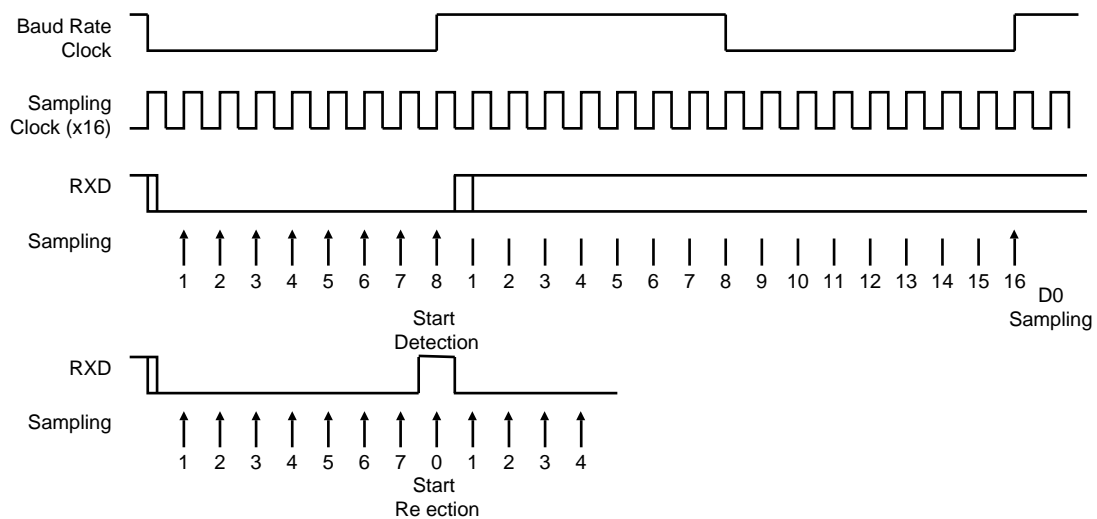 Baud Rate
Clock
Sampling
Clock (x16)
RXD
Sampling
1 2 3 4 5 6 7 8 1 2 3 4 5 6 7 8 9 10 11 12 13 14 15 16
D0
Sampling
Start
Detection
RXD
Sampling
1 2 3 4 5 6 7 0 1 2 3 4
Start
Re ection